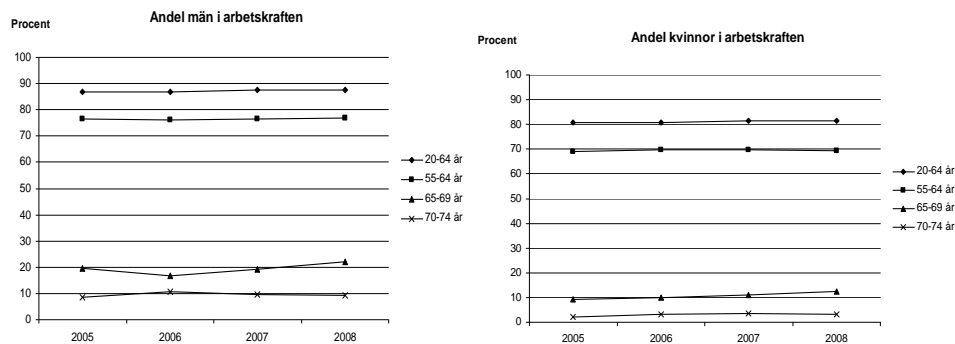 Andel män i arbetskraften
Procent
100
90
80
70
60
50
40
30
20
10
0
2005 2006 2007 2008
20-64 år
55-64 år
65-69 år
70-74 år
Andel kvinnor i arbetskraften
Procent
100
90
80
70
60
50
40
30
20
10
0
2005 2006 2007 2008
20-64 år
55-64 år
65-69 år
70-74 år